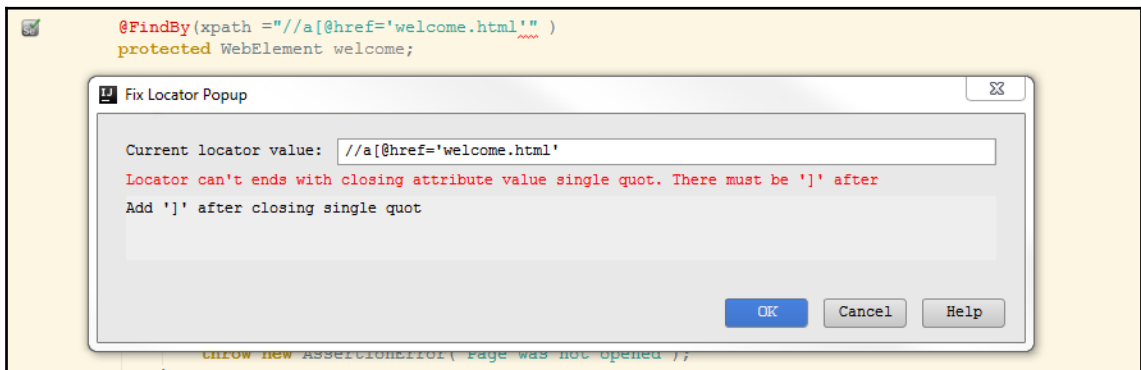 @FindBy(xpath ="//a[@href='welcome.html'" )
protected WebElement welcome;
Fix Locator Popup
Current locator value: //a[@href='welcome.html'
Locator can't ends with closing attribute value single quot. There must be ']' after
Add ']' after closing single quot
OK Cancel Help
throw new AssertionError( Page was not opened );